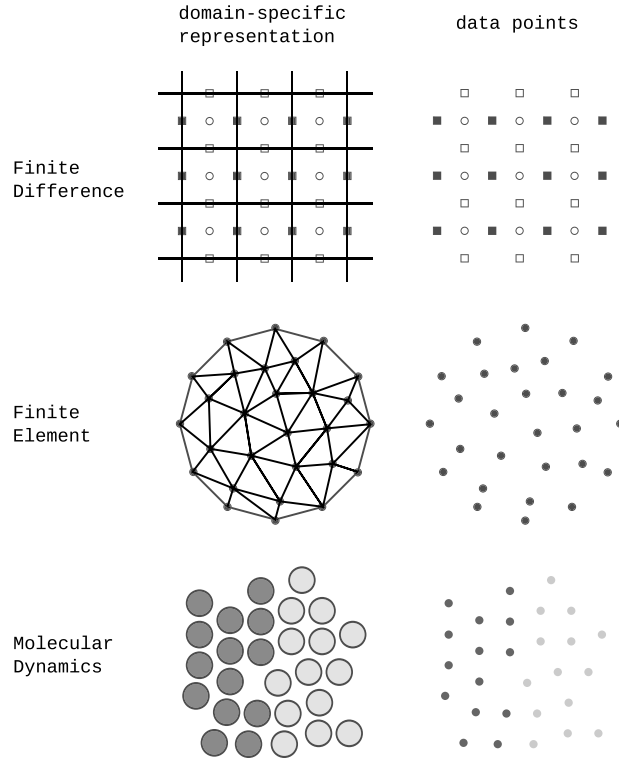 domain-specific
representation
data points
Finite
Difference
Finite
Element
Molecular
Dynamics